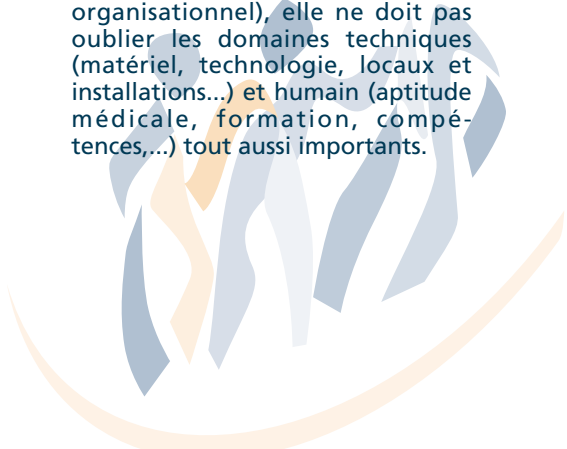 organisationnel), elle ne doit pas
oublier les domaines techniques
(matériel, technologie, locaux et
installations...) et humain (aptitude
médicale, formation, compé-
tences,...) tout aussi importants.